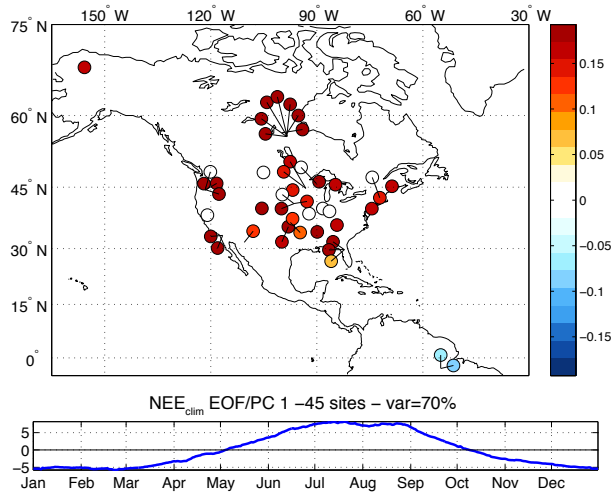 150° W 120° W 90° W 60° W 30° W
75° N
60° N
45° N
30° N
15° N
0°
0.15
0.1
0.05
0
−0.05
−0.1
−0.15
NEEclim EOF/PC 1 −45 sites − var=70%
5
0
−5
Jan Feb Mar Apr May Jun Jul Aug Sep Oct Nov Dec